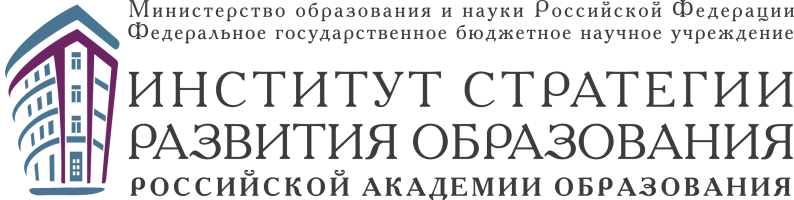 Министерство образования и науки Российской Федерации
Федеральное государственное бюджетное научное учреждение
ИНСТИТУТ СТРАТЕГИИ
РАЗВИТИЯ ОБРАЗОВАНИЯ
РОССИЙСКОЙ АКАДЕМИИ ОБРАЗОВАНИЯ